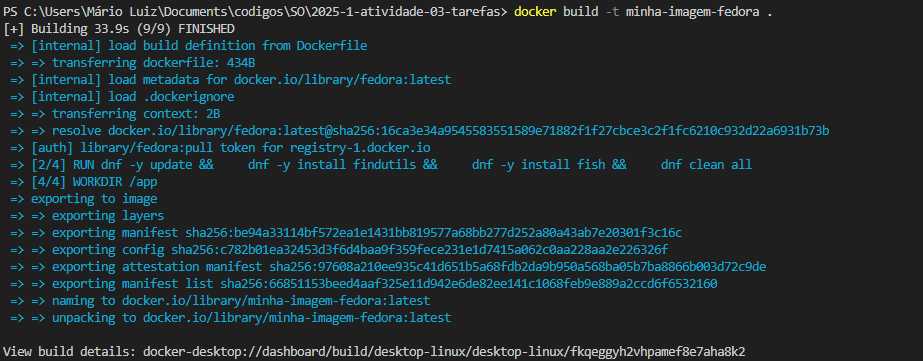 PS C:\Users\Mário Luiz\Documents\codigos\SO\2025-1-atividade-03-tarefas> docker build -t minha-imagem-fedora .
[+] Building 33.9s (9/9) FINISHED
=> [internal] load build definition from Dockerfile
=> => transferring dockerfile: 434B
=> [internal] load metadata for docker.io/library/fedora:latest
=> [internal] load .dockerignore
=> => transferring context: 2B
=> => resolve docker.io/library/fedora:latest@sha256:16ca3e34a9545583551589e71882f1f27cbce3c2f1fc6210c932d22a6931b73b
=> [auth] library/fedora:pull token for registry-1.docker.io
=> [2/4] RUN dnf -y update &&     dnf -y install findutils &&     dnf -y install fish &&     dnf clean all
=> [4/4] WORKDIR /app
=> exporting to image
=> => exporting layers
=> => exporting manifest sha256:be94a33114bf572ea1e1431bb819577a68bb277d252a80a43ab7e20301f3c16c
=> => exporting config sha256:c782b01ea32453d3f6d4baa9f359fece231e1d7415a062c0aa228aa2e226326f
=> => exporting attestation manifest sha256:97608a210ee935c41d651b5a68fdb2da9b950a568ba05b7ba8866b003d72c9de
=> => exporting manifest list sha256:66851153beed4aaf325e11d942e6de82ee141c1068feb9e889a2ccd6f6532160
=> => naming to docker.io/library/minha-imagem-fedora:latest
=> => unpacking to docker.io/library/minha-imagem-fedora:latest
View build details: docker-desktop://dashboard/build/desktop-linux/desktop-linux/fkqeggyh2vhpamef8e7aha8k2